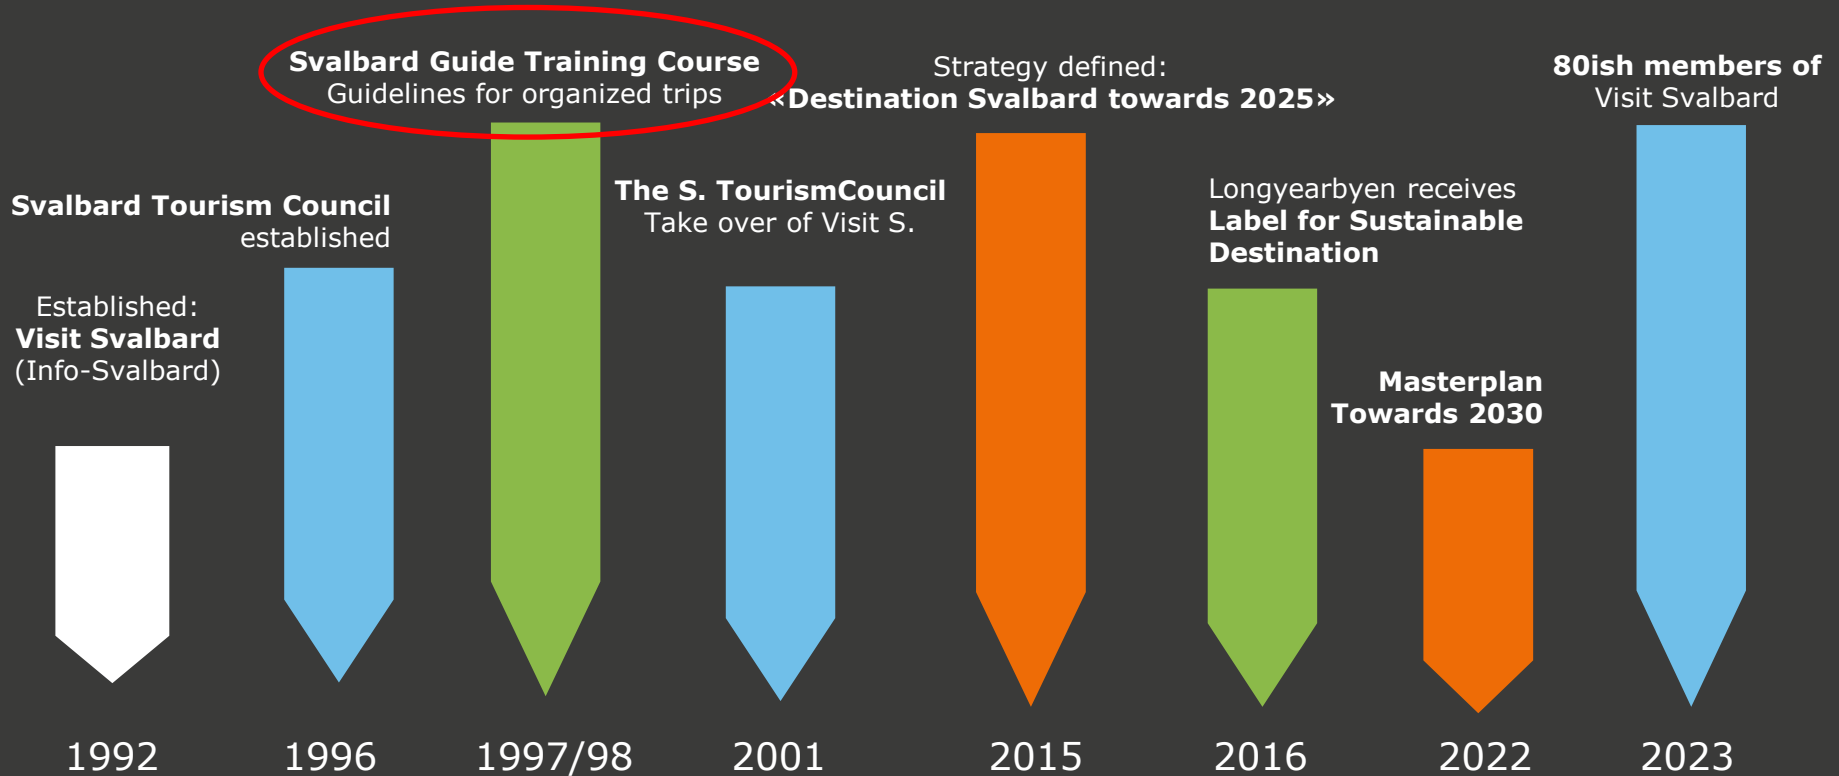 Established:
Visit Svalbard
(Info-Svalbard)
Svalbard Tourism Council
established
Svalbard Guide Training Course
Guidelines for organized trips
The S. TourismCouncil
Take over of Visit S.
Strategy defined:
«Destination Svalbard towards 2025»
Longyearbyen receives
Label for Sustainable
Destination
Masterplan
Towards 2030
80ish members of
Visit Svalbard
1992
1996
1997/98
2001
2015
2016
2022
2023